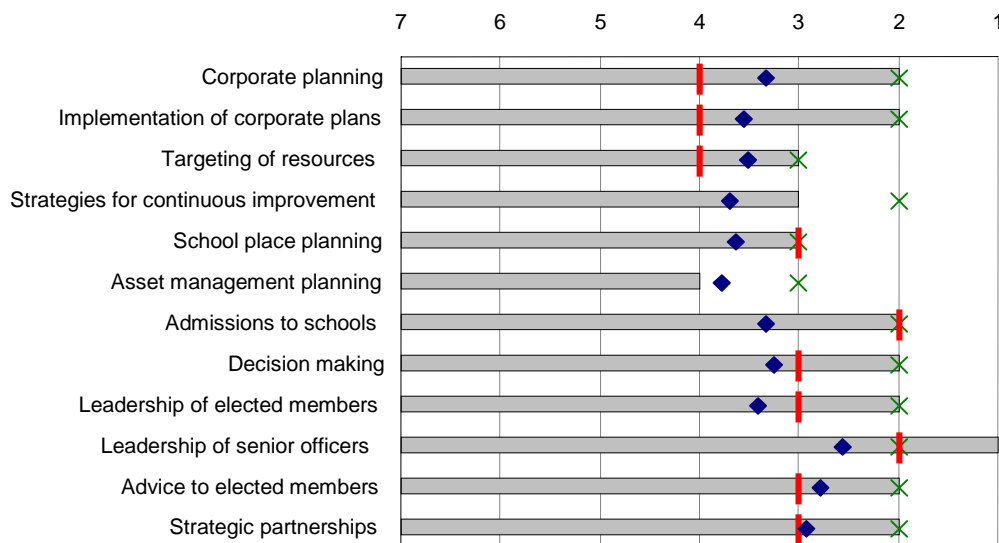 7 6 5 4 3 2 1
Corporate planning
Implementation of corporate plans
Targeting of resources
Strategies for continuous improvement
School place planning
Asset management planning
Admissions to schools
Decision making
Leadership of elected members
Leadership of senior officers
Advice to elected members
Strategic partnerships